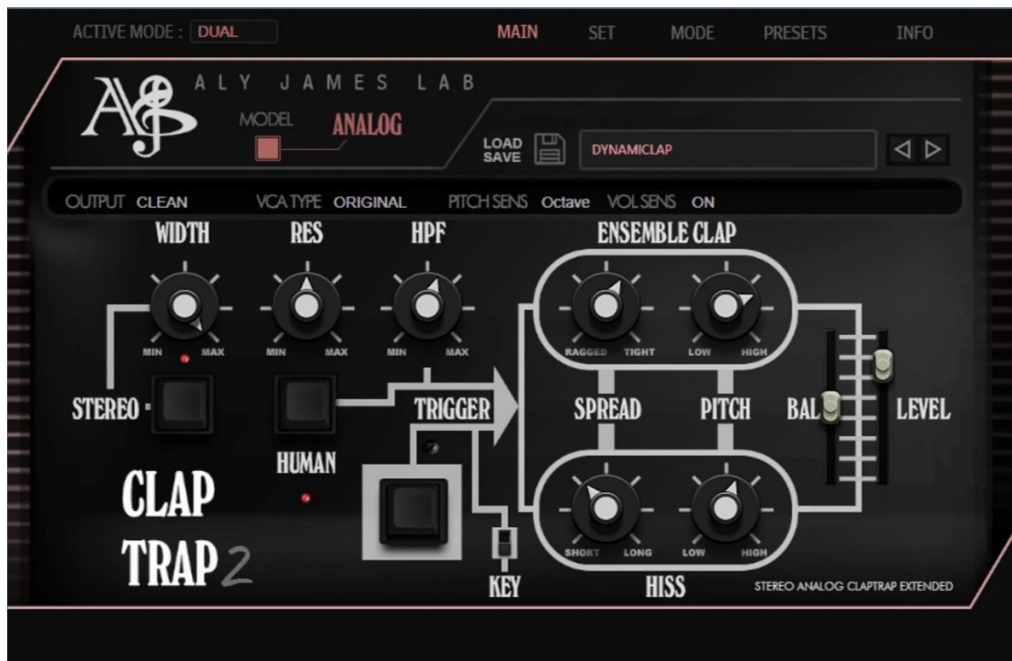 ACTIVE MODE : DUAL MAIN SET MODE PRESETS INFO
ALY JAMES LAB
MODEL ANALOG
LOAD
SAVE
DYNAMICLAP
OUTPUT CLEAN VCA TYPE ORIGINAL PITCH SENS Octave VOL SENS ON
WIDTH RES HPF ENSEMBLE CLAP
MIN MAX MIN MAX MIN MAX RAGGED TIGHT LOW HIGH
STEREO TRIGGER SPREAD PITCH BAL LEVEL
HUMAN
CLAP
TRAP 2
SHORT LONG LOW HIGH
KEY HISS STEREO ANALOG CLAPTRAP EXTENDED